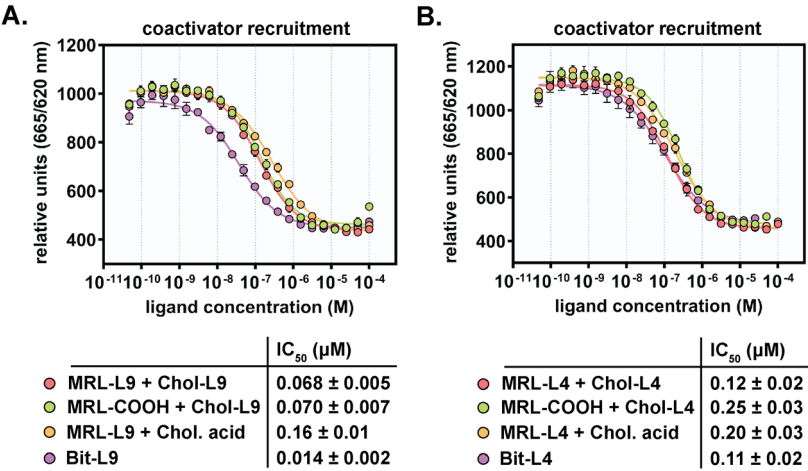 A.
coactivator recruitment
relative units (665/620 nm)
1200
1000
800
600
400
10-11 10-10 10-9 10-8 10-7 10-6 10-5 10-4
ligand concentration (M)
IC50 (µM)
MRL-L9 + Chol-L9 0.068 ± 0.005
MRL-COOH + Chol-L9 0.070 ± 0.007
MRL-L9 + Chol. acid 0.16 ± 0.01
Bit-L9 0.014 ± 0.002
B.
coactivator recruitment
relative units (665/620 nm)
1200
1000
800
600
400
10-11 10-10 10-9 10-8 10-7 10-6 10-5 10-4
ligand concentration (M)
IC50 (µM)
MRL-L4 + Chol-L4 0.12 ± 0.02
MRL-COOH + Chol-L4 0.25 ± 0.03
MRL-L4 + Chol. acid 0.20 ± 0.03
Bit-L4 0.11 ± 0.02